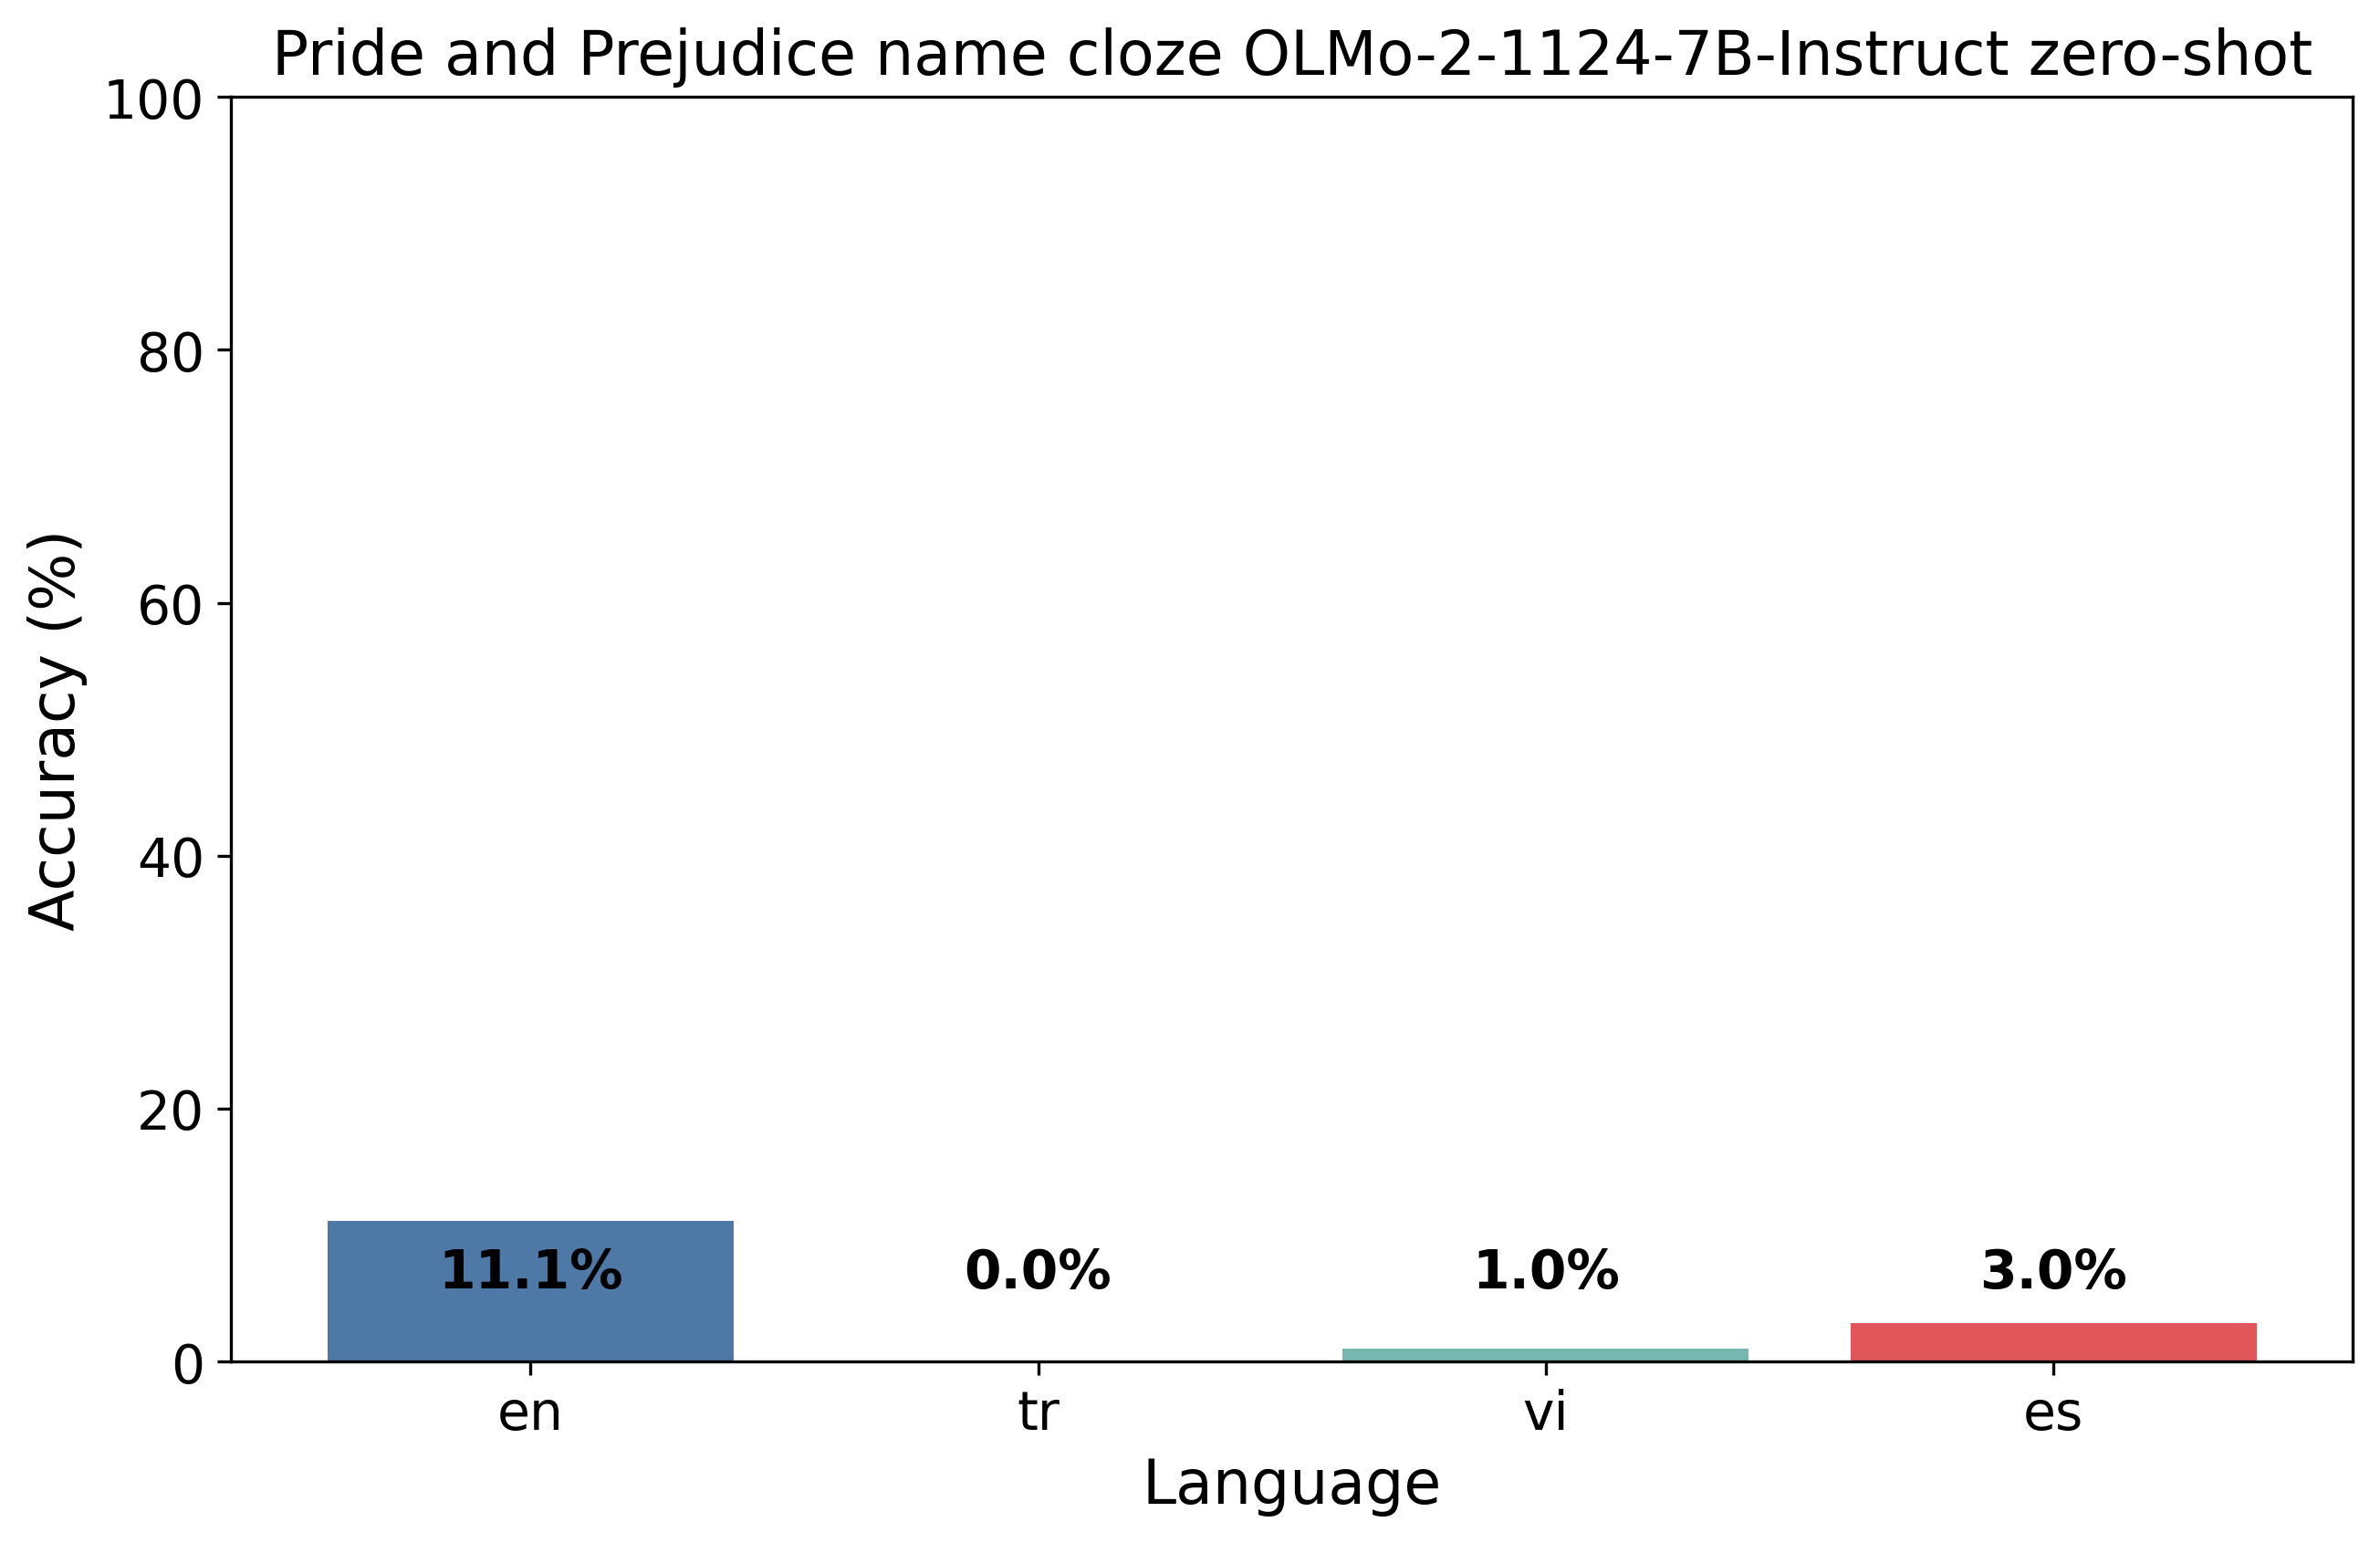 Pride and Prejudice name cloze OLMo-2-1124-7B-Instruct zero-shot
100
80
60
40
20
0
Accuracy (%)
11.1%
0.0%
1.0%
3.0%
en
tr
vi
es
Language